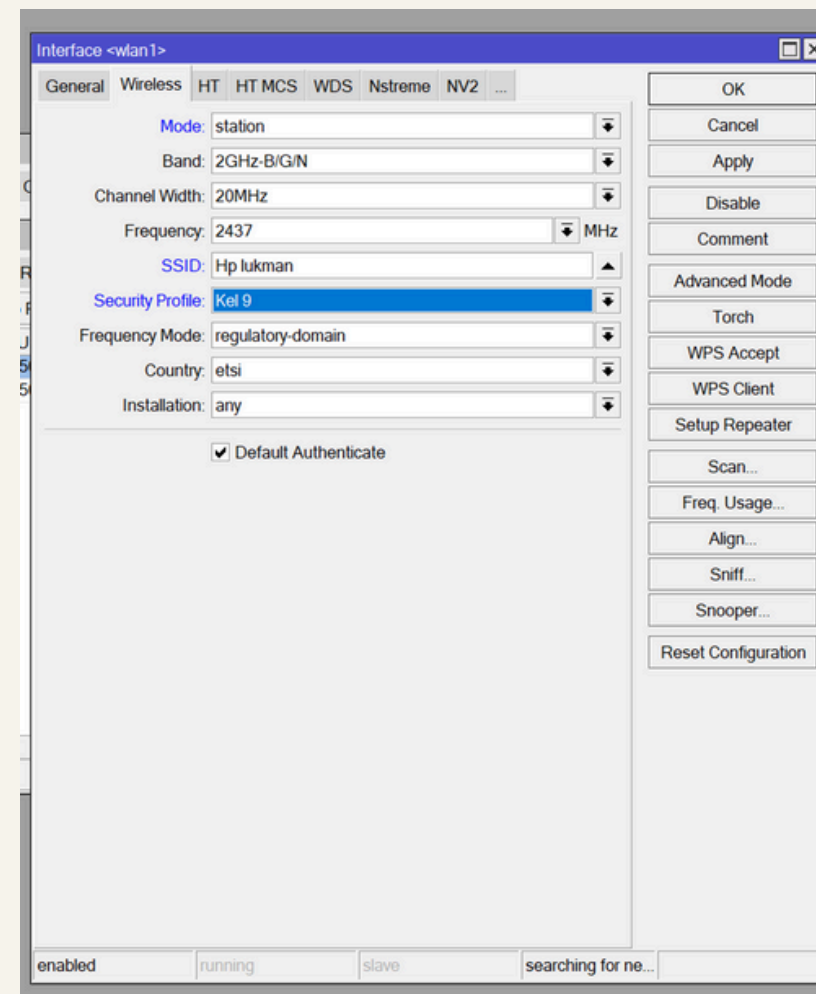 Interface <wlan1>
General Wireless HT HT MCS WDS Nstreme NV2 ...
Mode: station
Band: 2GHz-B/G/N
Channel Width: 20MHz
Frequency: 2437 MHz
SSID: Hp lukman
Security Profile: Kel 9
Frequency Mode: regulatory-domain
Country: etsi
Installation: any
Default Authenticate
OK
Cancel
Apply
Disable
Comment
Advanced Mode
Torch
WPS Accept
WPS Client
Setup Repeater
Scan...
Freq. Usage...
Align...
Sniff...
Snooper...
Reset Configuration
enabled running slave searching for ne...